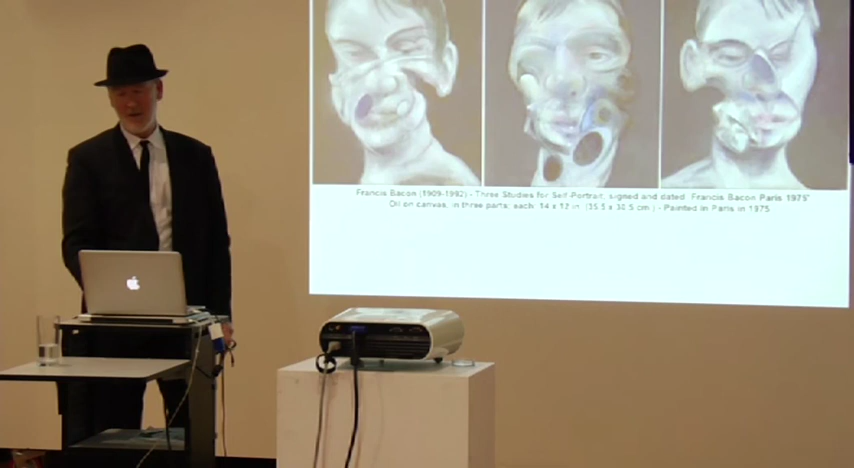 Francis Bacon (1909-1992) - Three Studies for Self-Portrait, signed and dated Francis Bacon Paris 1975"
Oil on canvas, in three parts, each: 14 x 12 in. (35.5 x 30.5 cm.) - Painted in Paris in 1975